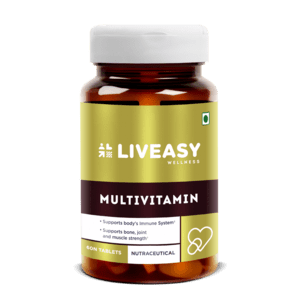 LIVEASY
WELLNESS
MULTIVITAMIN
• Supports body's Immune System
• Supports bone, joint
and muscle strength
TABLETS
NUTRACEUTICAL